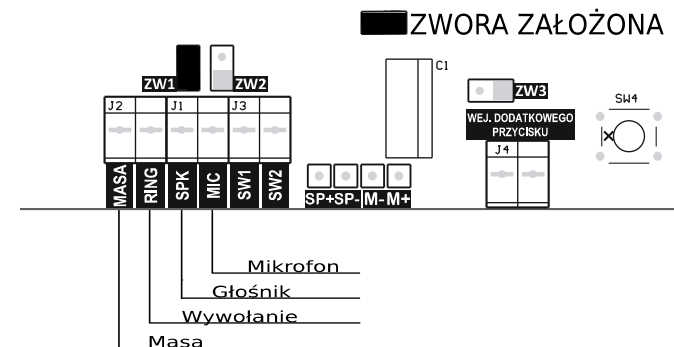 ZWORA ZAŁOŻONA
C1
ZW1
ZW2
ZW3
SW4
J2
J1
J3
WEJ. DODATKOWEGO
PRZYCISKU
J4
MASA
RING
SPK
MIC
SW1
SW2
SP+
SP-
M-
M+
Mikrofon
Głośnik
Wywołanie
Masa